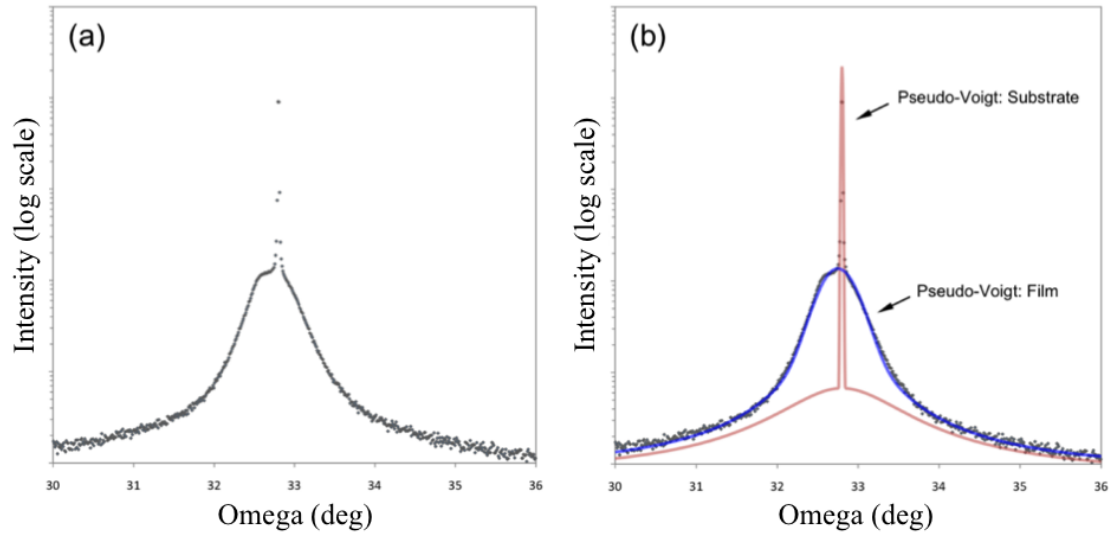 (a)
Intensity (log scale)
30 31 32 33 34 35 36
Omega (deg)
(b)
Pseudo-Voigt: Substrate
Pseudo-Voigt: Film
Intensity (log scale)
30 31 32 33 34 35 36
Omega (deg)